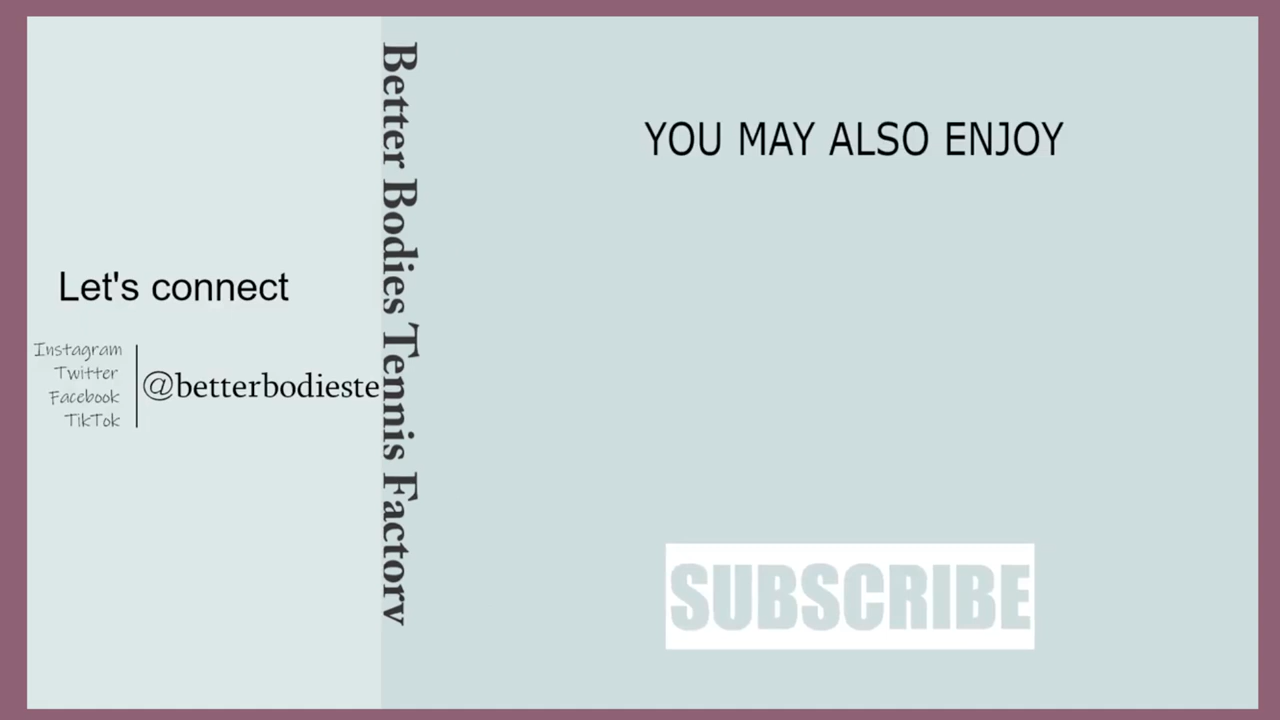 Let's connect
Instagram
Twitter
Facebook
TikTok
@betterbodieste
Better Bodies Tennis Factory
YOU MAY ALSO ENJOY
SUBSCRIBE